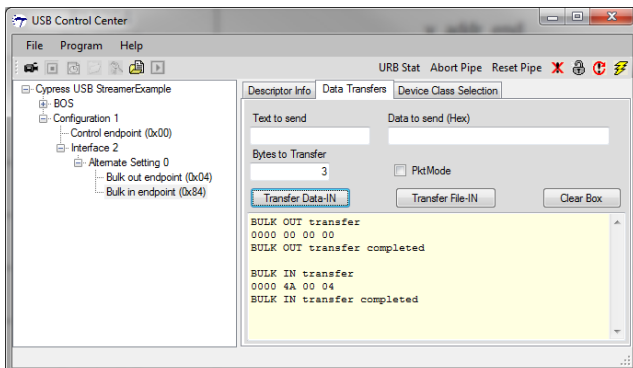 USB Control Center
File Program Help
URB Stat Abort Pipe Reset Pipe
Cypress USB StreamerExample
BOS
Configuration 1
Control endpoint (0x00)
Interface 2
Alternate Setting 0
Bulk out endpoint (0x04)
Bulk in endpoint (0x84)
Descriptor Info Data Transfers Device Class Selection
Text to send Data to send (Hex)
Bytes to Transfer
3 PktMode
Transfer Data-IN Transfer File-IN Clear Box
BULK OUT transfer
0000 00 00 00
BULK OUT transfer completed
BULK IN transfer
0000 4A 00 04
BULK IN transfer completed